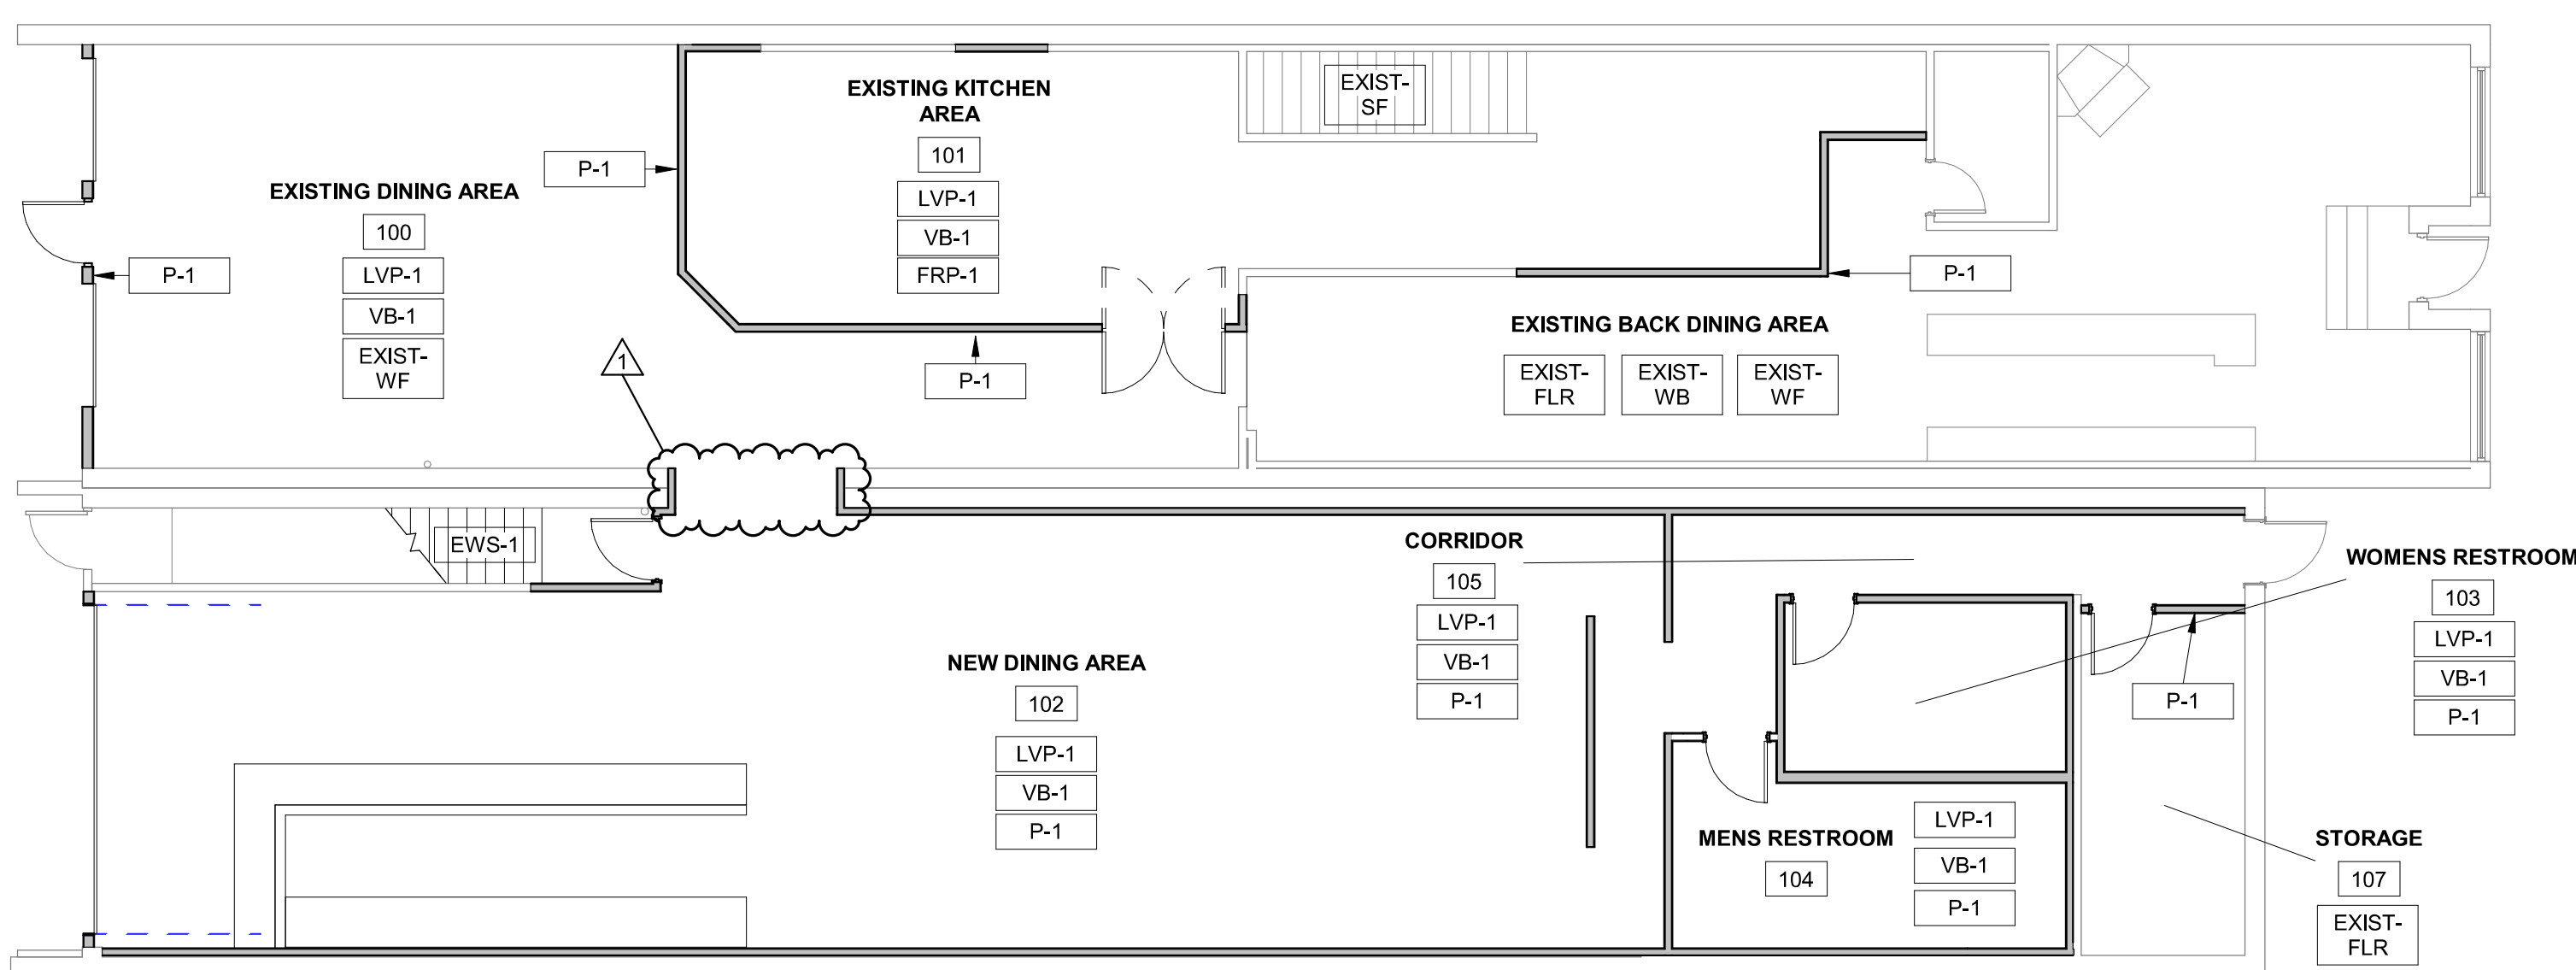 EXISTING KITCHEN
AREA
101
LVP-1
VB-1
FRP-1
EXIST-
SF
P-1
EXISTING DINING AREA
100
LVP-1
VB-1
EXIST-
WF
P-1
P-1
P-1
EXISTING BACK DINING AREA
EXIST-
FLR
EXIST-
WB
EXIST-
WF
1
EWS-1
CORRIDOR
105
LVP-1
VB-1
P-1
WOMENS RESTROOM
103
LVP-1
VB-1
P-1
P-1
NEW DINING AREA
102
LVP-1
VB-1
P-1
MENS RESTROOM
104
LVP-1
VB-1
P-1
STORAGE
107
EXIST-
FLR